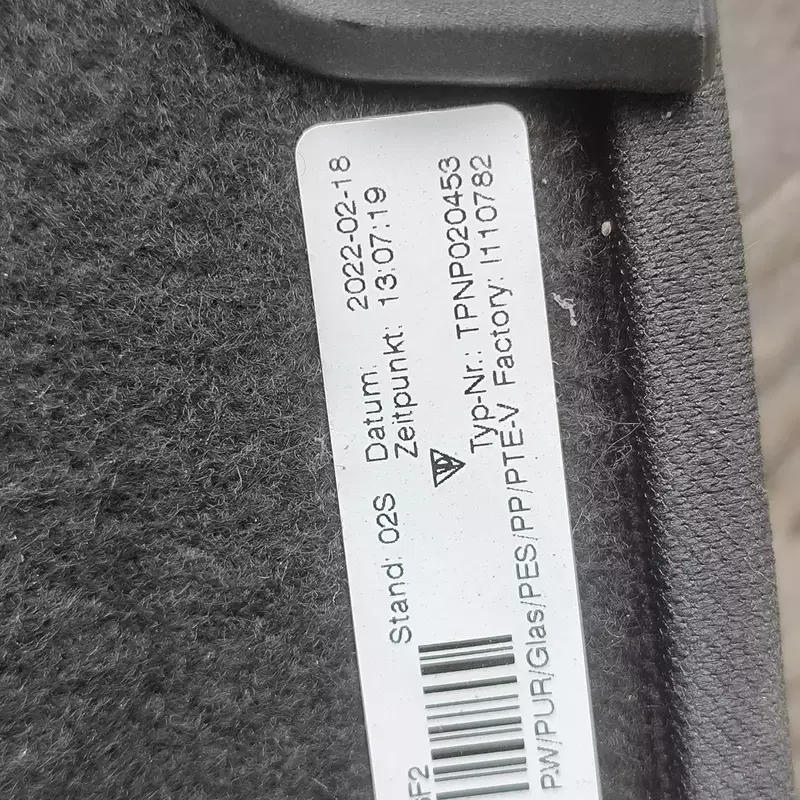 Stand: 02S
Datum: 2022-02-18
Zeitpunkt: 13:07:19
Typ-Nr.: TPNP020453
P.W/PUR/Glas/PES/PP/PTE-V Factory: I110782